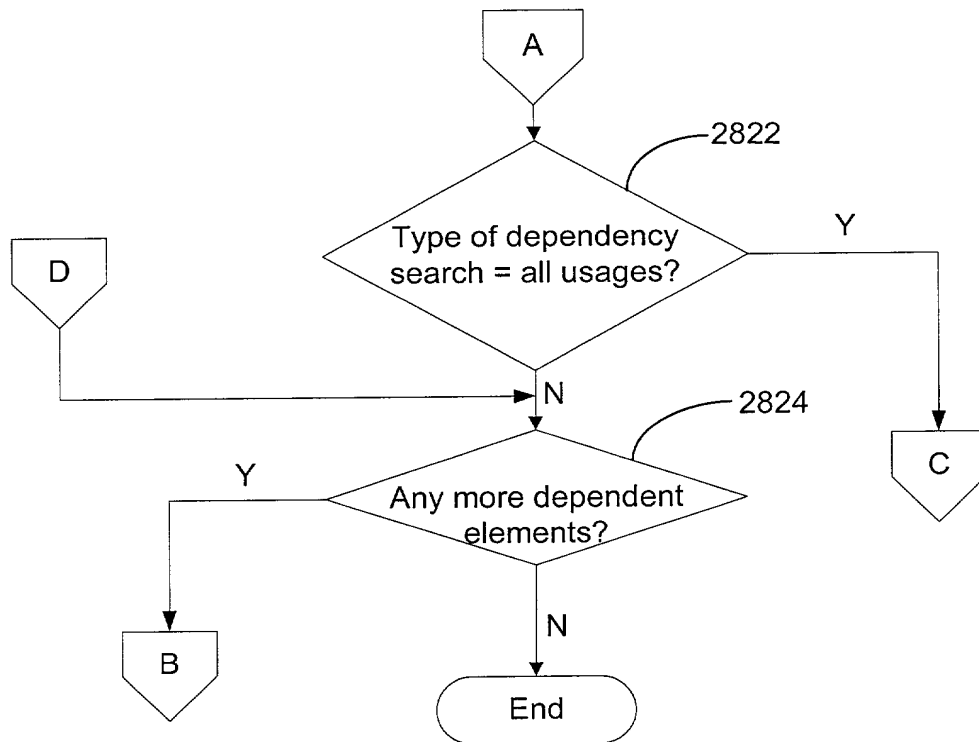 A
2822
Type of dependency
search = all usages?
Y
D
N
2824
C
Y
Any more dependent
elements?
N
B
End